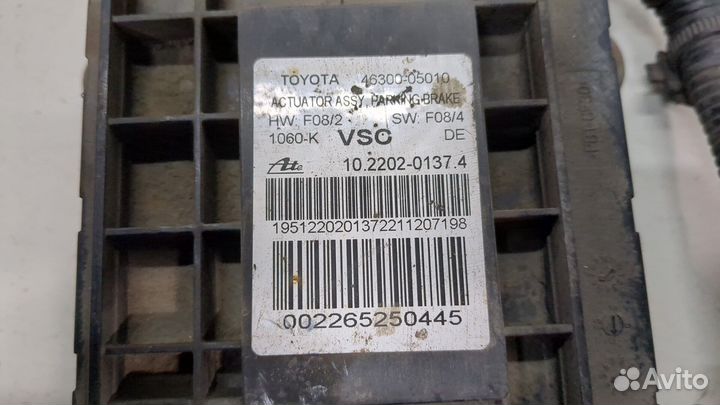 TOYOTA 46300-05010
ACTUATOR ASSY, PARKING BRAKE
HW: F08/2 SW: F08/4
1060-K VSC DE
Ate 10.2202-0137.4
1951220201372211207198
002265250445
Avito